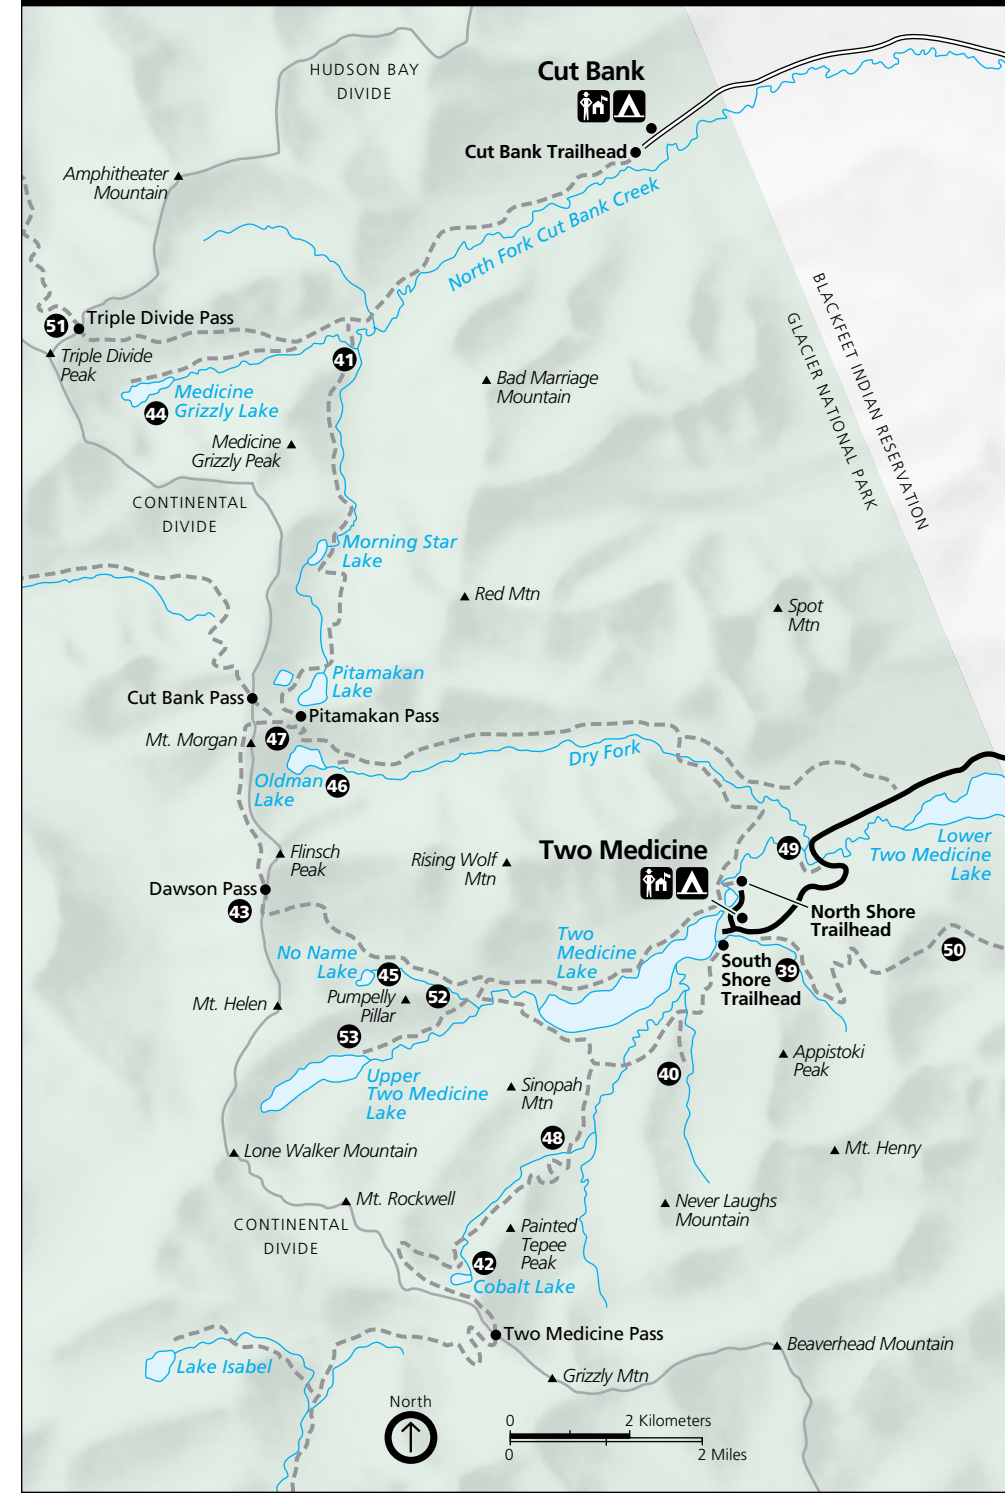 HUDSON BAY
DIVIDE
Cut Bank
Cut Bank Trailhead
Amphitheater
Mountain
North Fork Cut Bank Creek
BLACKFEET INDIAN RESERVATION
GLACIER NATIONAL PARK
51
Triple Divide Pass
Triple Divide
Peak
41
Medicine
Grizzly Lake
44
Bad Marriage
Mountain
Medicine
Grizzly Peak
CONTINENTAL
DIVIDE
Morning Star
Lake
Red Mtn
Spot
Mtn
Pitamakan
Lake
Cut Bank Pass
Pitamakan Pass
Mt. Morgan
47
Oldman
Lake
46
Dry Fork
Flinsch
Peak
Rising Wolf
Mtn
Two Medicine
49
Lower
Two Medicine
Lake
Dawson Pass
43
North Shore
Trailhead
No Name
Lake
45
Two
Medicine
Lake
South
Shore
Trailhead
39
50
Mt. Helen
Pumpelly
Pillar
52
53
Upper
Two Medicine
Lake
Sinopah
Mtn
40
Appistoki
Peak
48
Lone Walker Mountain
Mt. Henry
Mt. Rockwell
Never Laughs
Mountain
CONTINENTAL
DIVIDE
Painted
Tepee
Peak
42
Cobalt Lake
Two Medicine Pass
Beaverhead Mountain
Lake Isabel
Grizzly Mtn
North
0
2 Kilometers
0
2 Miles